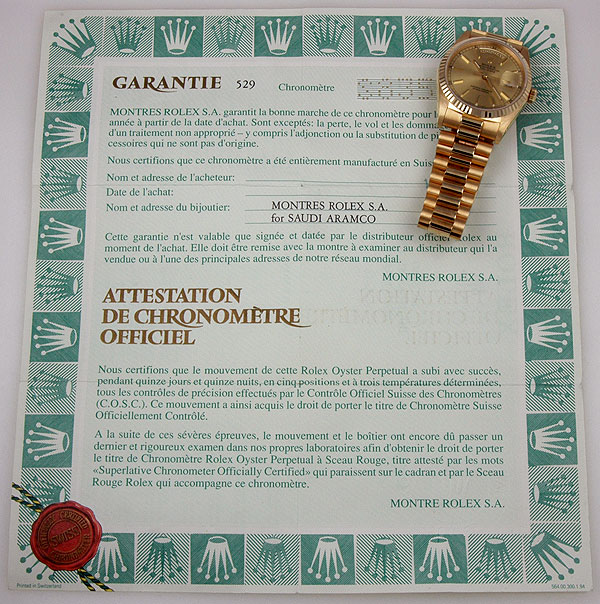 GARANTIE 529 Chronomètre
MONTRES ROLEX S.A. garantit la bonne marche de ce chronomètre pour
année à partir de la date d'achat. Sont exceptés: la perte, le vol et les
d'un traitement non approprié – y compris l'adjonction ou la substitution de
cessoires qui ne sont pas d'origine.
Nous certifions que ce chronomètre a été entièrement manufacturé en
Nom et adresse de l'acheteur:
Date de l'achat:
Nom et adresse du bijoutier: MONTRES ROLEX S.A.
for SAUDI ARAMCO
Cette garantie n'est valable que signée et datée par le distributeur officiel Rolex au
moment de l'achat. Elle doit être remise avec la montre à examiner au distributeur qui l'a
vendue ou à l'une des principales adresses de notre réseau mondial.
MONTRES ROLEX S.A.
ATTESTATION
DE CHRONOMÈTRE
OFFICIEL
Nous certifions que le mouvement de cette Rolex Oyster Perpetual a subi avec succès,
pendant quinze jours et quinze nuits, en cinq positions et à trois températures déterminées,
tous les contrôles de précision effectués par le Contrôle Officiel Suisse des Chronomètres
(C.O.S.C.). Ce mouvement a ainsi acquis le droit de porter le titre de Chronomètre Suisse
Officiellement Contrôlé.
A la suite de ces sévères épreuves, le mouvement et le boîtier ont encore dû passer un
dernier et rigoureux examen dans nos propres laboratoires afin d'obtenir le droit de porter
le titre de Chronomètre Rolex Oyster Perpetual à Sceau Rouge, titre attesté par les mots
«Superlative Chronometer Officially Certified» qui paraissent sur le cadran et par le Sceau
Rouge Rolex qui accompagne ce chronomètre.
MONTRE ROLEX S.A.
SUISSE
Printed in Switzerland
564.00.300.1.94